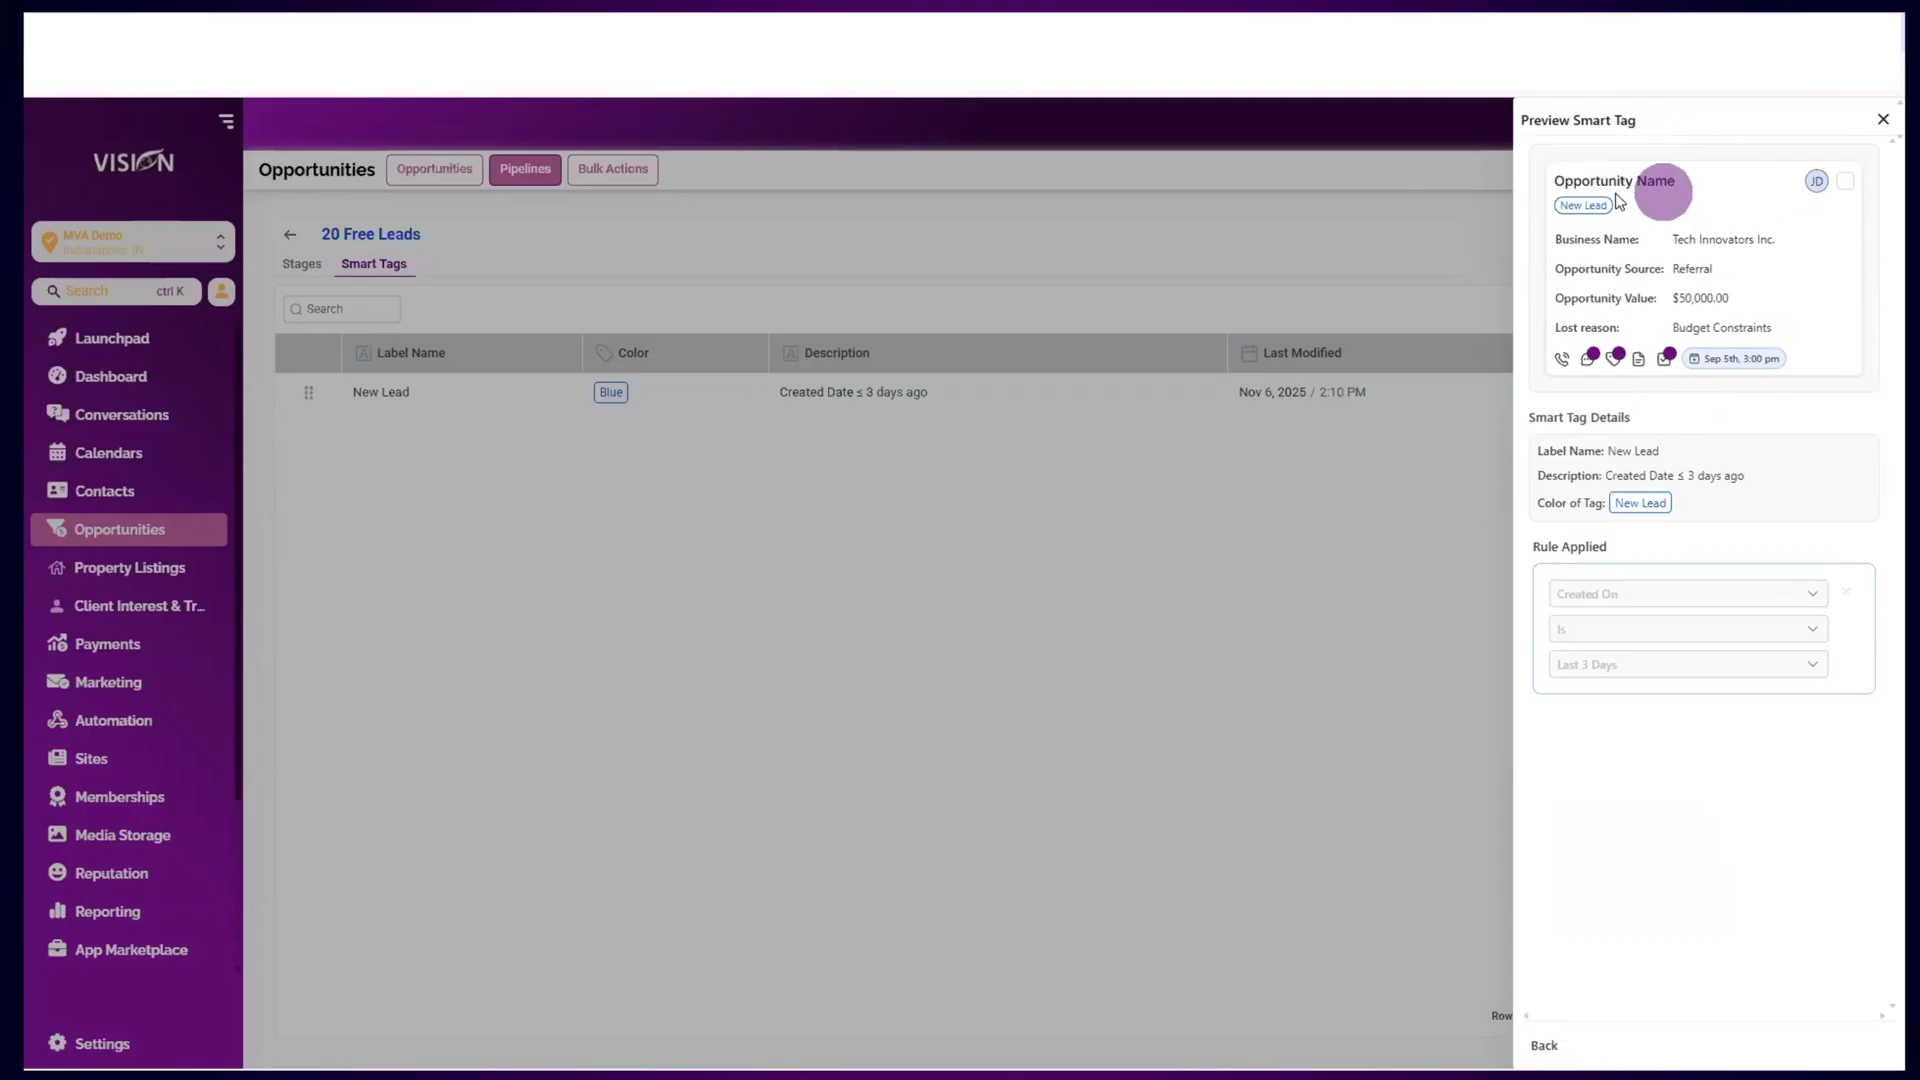 VISION
MVA Demo
Indianapolis, IN
Search ctrl K
Launchpad
Dashboard
Conversations
Calendars
Contacts
Opportunities
Property Listings
Client Interest & Tr...
Payments
Marketing
Automation
Sites
Memberships
Media Storage
Reputation
Reporting
App Marketplace
Settings
Opportunities Opportunities Pipelines Bulk Actions
20 Free Leads
Stages Smart Tags
Search
Label Name Color Description Last Modified
New Lead Blue Created Date ≤ 3 days ago Nov 6, 2025 / 2:10 PM
Row
Preview Smart Tag
Opportunity Name JD
New Lead
Business Name: Tech Innovators Inc.
Opportunity Source: Referral
Opportunity Value: $50,000.00
Lost reason: Budget Constraints
Sep 5th, 3:00 pm
Smart Tag Details
Label Name: New Lead
Description: Created Date ≤ 3 days ago
Color of Tag: New Lead
Rule Applied
Created On
Is
Last 3 Days
Back